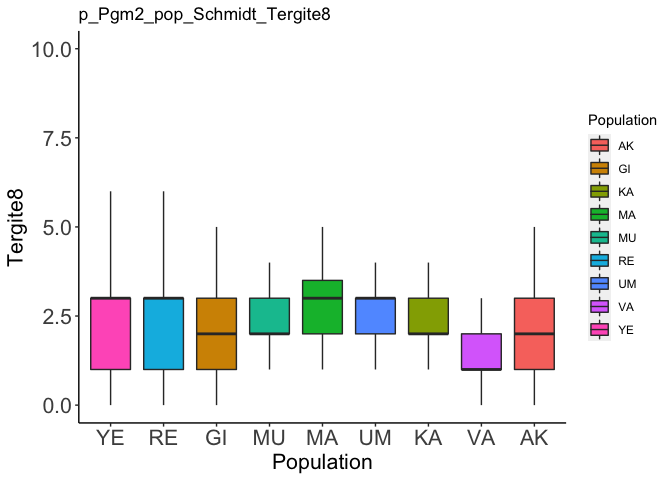 p_Pgm2_pop_Schmidt_Tergite8
10.0
7.5
5.0
2.5
0.0
Tergite8
YE RE GI MU MA UM KA VA AK
Population
Population
AK
GI
KA
MA
MU
RE
UM
VA
YE